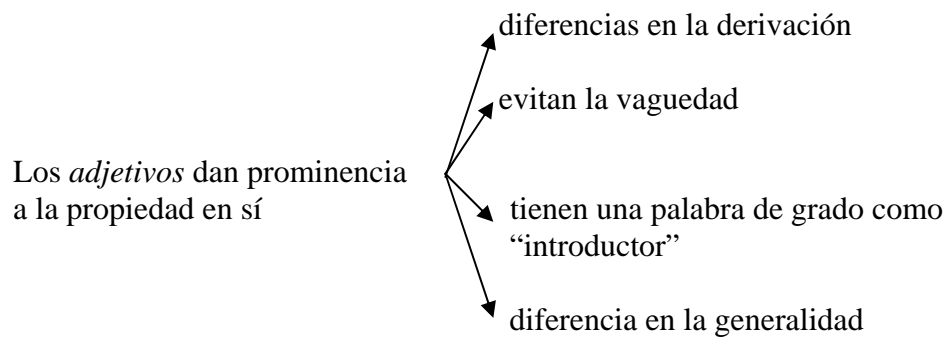 diferencias en la derivación
evitan la vaguedad
Los adjetivos dan prominencia
a la propiedad en sí
tienen una palabra de grado como
“introductor”
diferencia en la generalidad